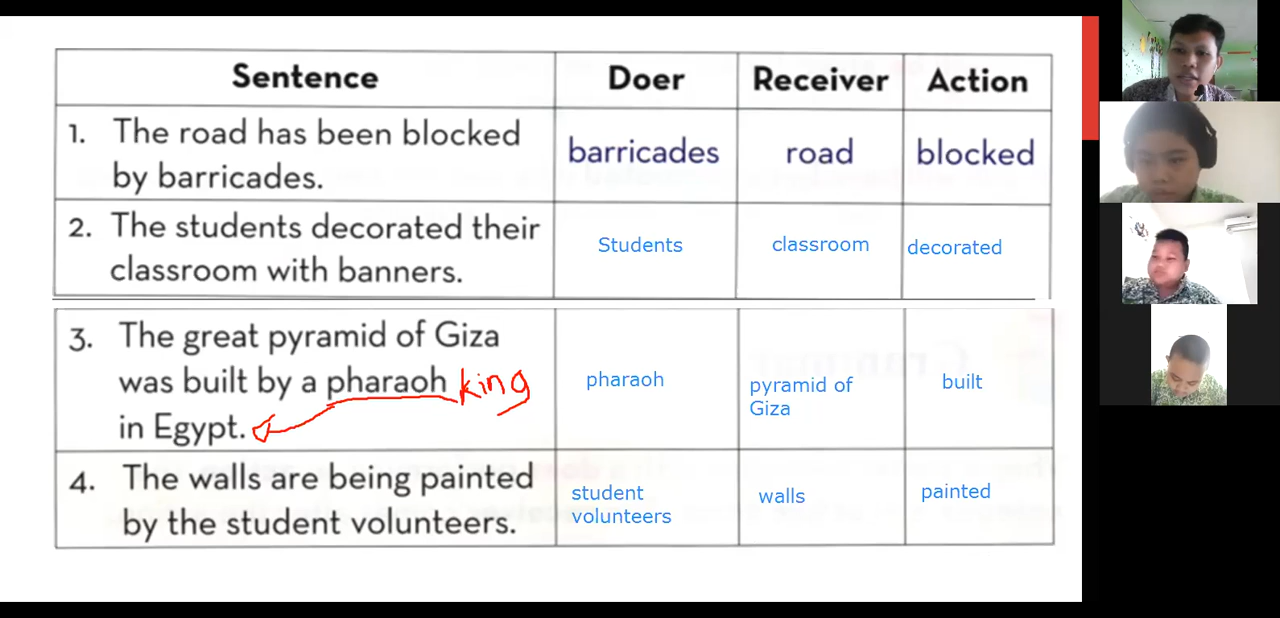 Sentence Doer Receiver Action
1. The road has been blocked
by barricades.
barricades road blocked
2. The students decorated their
classroom with banners.
Students classroom decorated
3. The great pyramid of Giza
was built by a pharaoh king
in Egypt.
pharaoh pyramid of
Giza built
4. The walls are being painted
by the student volunteers.
student
volunteers walls painted